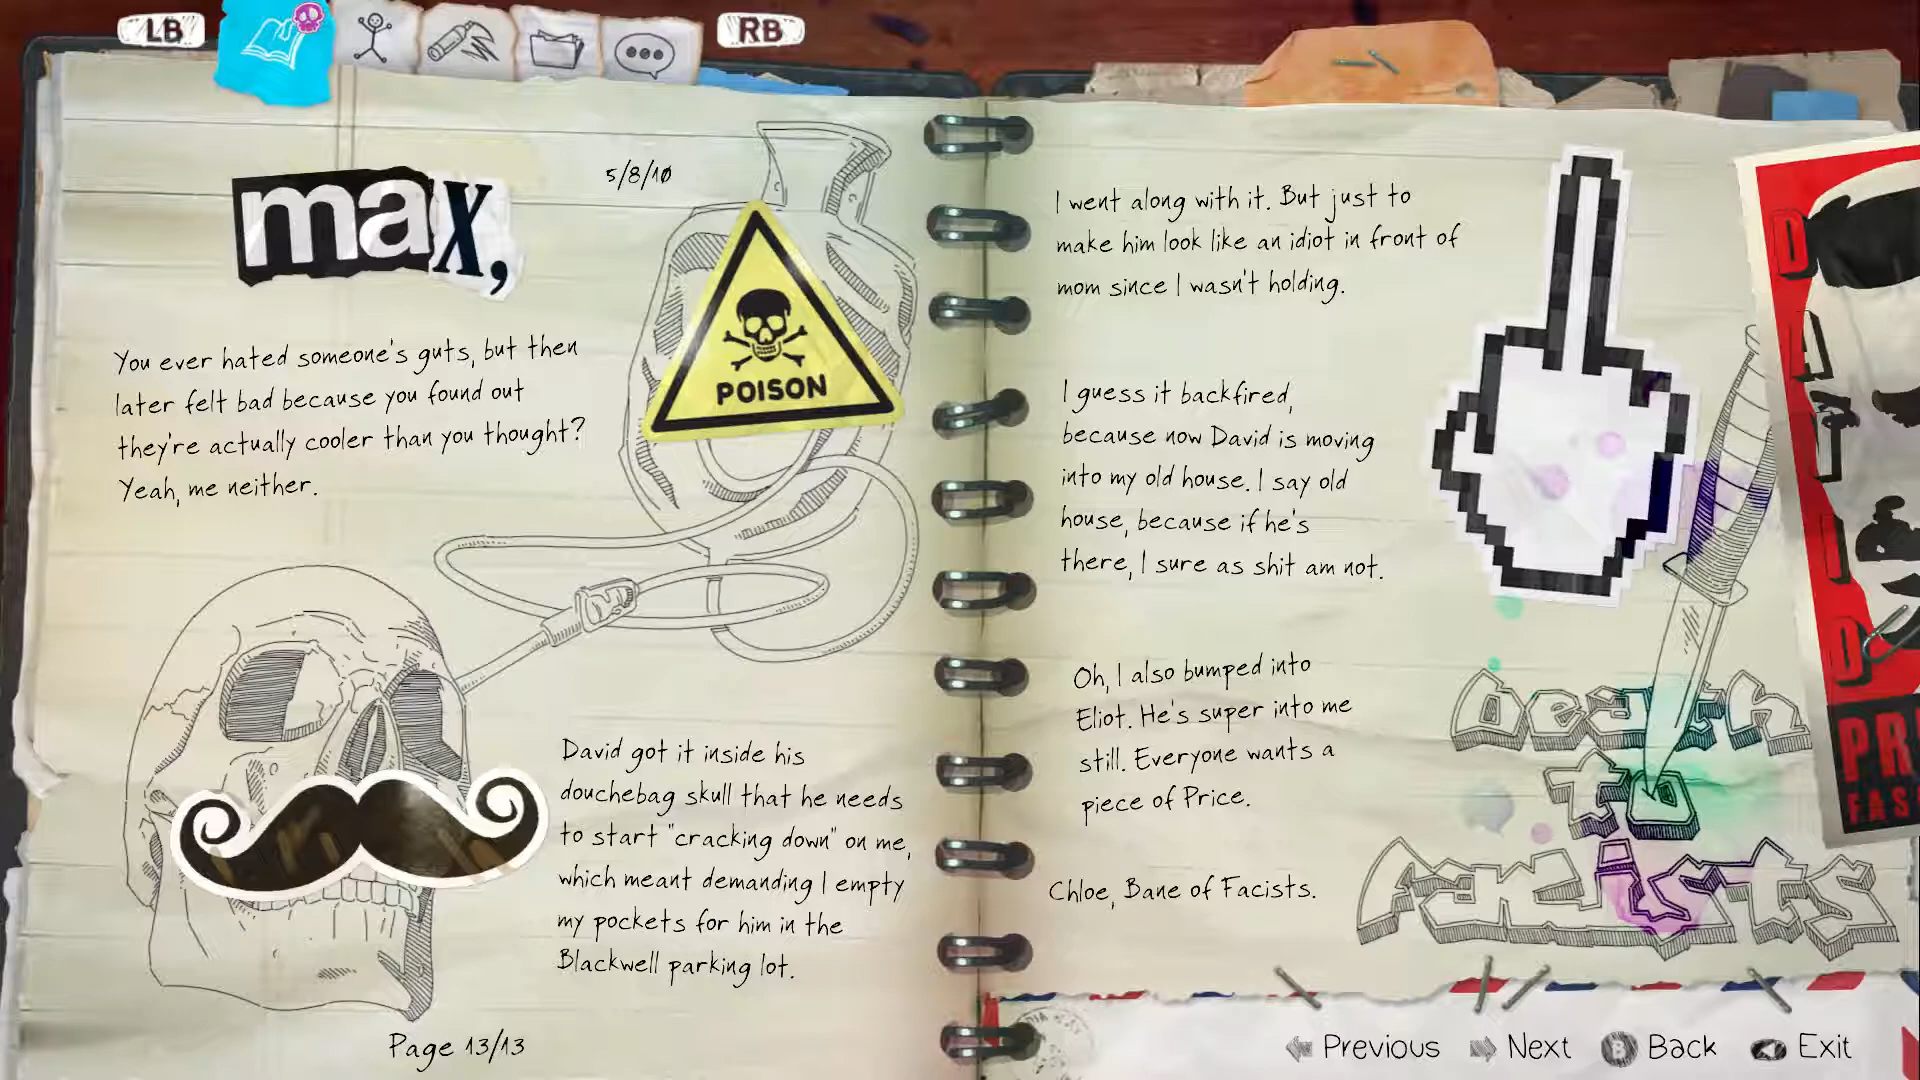 LB
RB
max,
5/8/10
POISON
You ever hated someone's guts, but then
later felt bad because you found out
they're actually cooler than you thought?
Yeah, me neither.
David got it inside his
douchebag skull that he needs
to start "cracking down" on me,
which meant demanding I empty
my pockets for him in the
Blackwell parking lot.
Page 13/13
I went along with it. But just to
make him look like an idiot in front of
mom since I wasn't holding.
I guess it backfired,
because now David is moving
into my old house. I say old
house, because if he's
there, I sure as shit am not.
Oh, I also bumped into
Eliot. He's super into me
still. Everyone wants a
piece of Price.
Chloe, Bane of Facists.
Death
to
Facists
DAVID
PR
FAS
Previous
Next
B Back
Exit